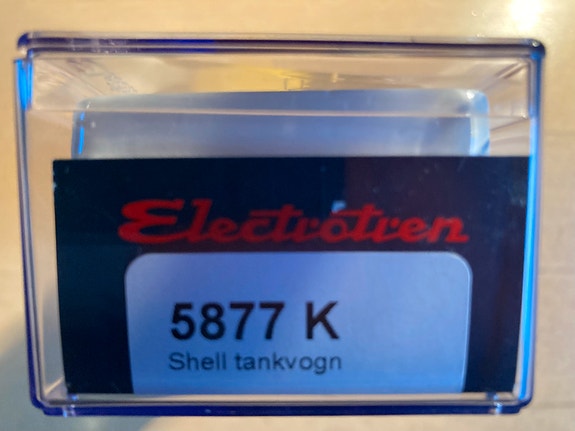 Electrotren
5877 K
Shell tankvogn